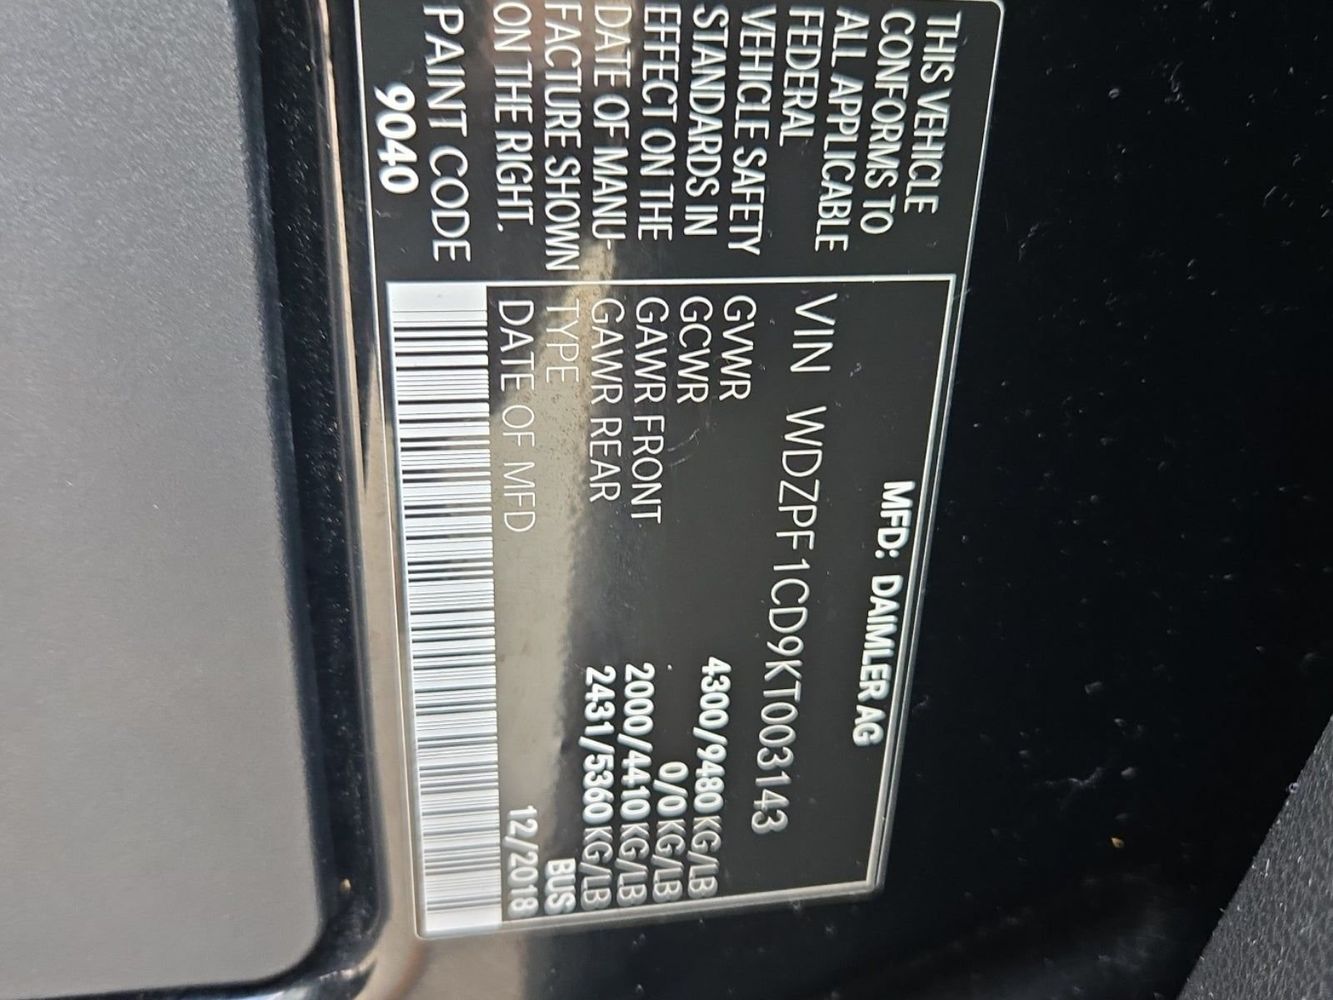 THIS VEHICLE
CONFORMS TO
ALL APPLICABLE
FEDERAL
VEHICLE SAFETY
STANDARDS IN
EFFECT ON THE
DATE OF MANU-
FACTURE SHOWN
ON THE RIGHT.
PAINT CODE
9040
MFD: DAIMLER AG
VIN WDZPF1CD9KT003143
GVWR 4300/9480 KG/LB
GCWR 0/0 KG/LB
GAWR FRONT 2000/4410 KG/LB
GAWR REAR 2431/5360 KG/LB
TYPE BUS
DATE OF MFD 12/2018